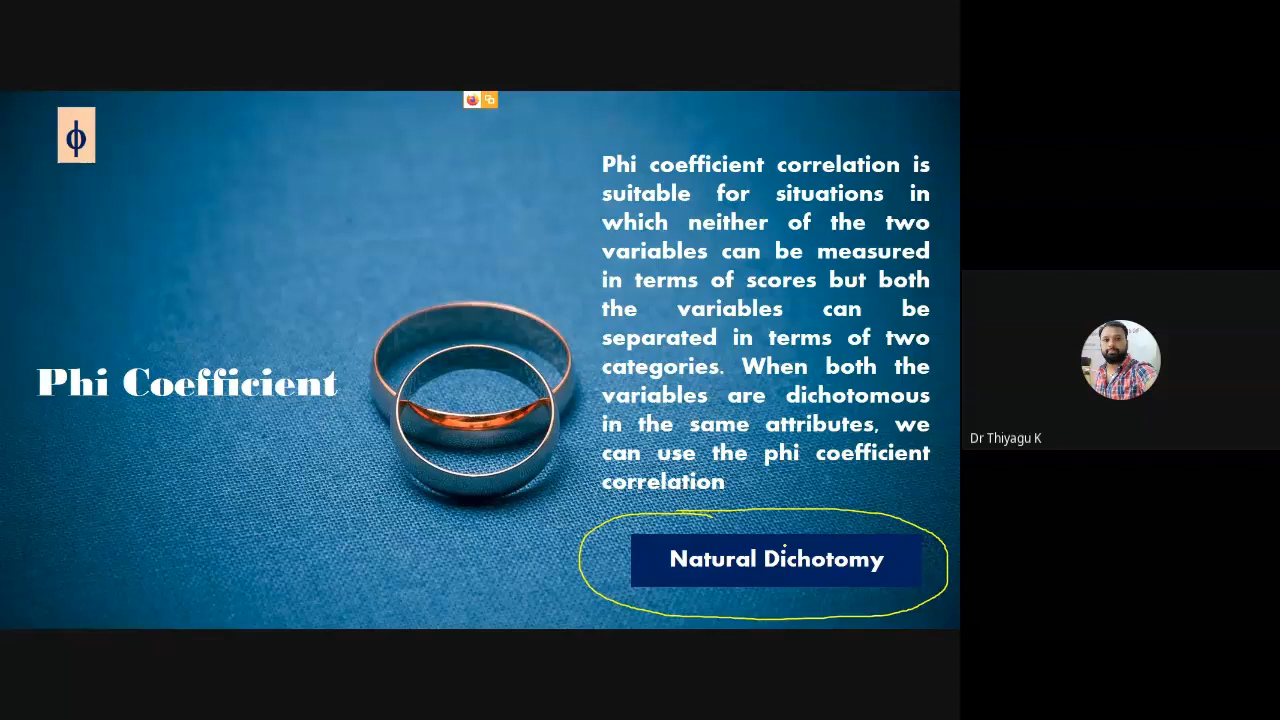 ϕ
Phi coefficient correlation is
suitable for situations in
which neither of the two
variables can be measured
in terms of scores but both
the variables can be
separated in terms of two
categories. When both the
variables are dichotomous
in the same attributes, we
can use the phi coefficient
correlation
Phi Coefficient
Natural Dichotomy
Dr Thiyagu K